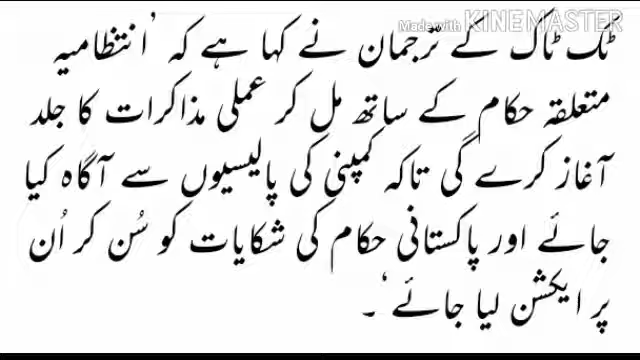 Made with KINEMASTER
ٹک ٹاک کے ترجمان نے کہا ہے کہ ’انتظامیہ
متعلقہ حکام کے ساتھ مل کر عملی مذاکرات کا جلد
آغاز کرے گی تاکہ کمپنی کی پالیسیوں سے آگاہ کیا
جائے اور پاکستانی حکام کی شکایات کو سُن کر اُن
پر ایکشن لیا جائے‘۔